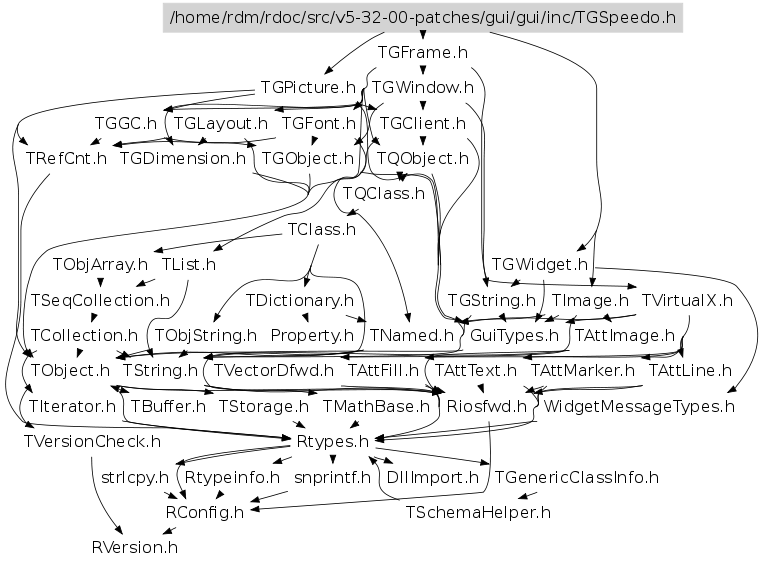 /home/rdm/rdoc/src/v5-32-00-patches/gui/gui/inc/TGSpeedo.h
TGFrame.h
TGPicture.h TGWindow.h
TGGC.h TGLayout.h TGFont.h TGClient.h
TRefCnt.h TGDimension.h TGObject.h TQObject.h
TQClass.h
TClass.h
TObjArray.h TList.h TGWidget.h
TSeqCollection.h TDictionary.h TGString.h TImage.h TVirtualX.h
TCollection.h TObjString.h Property.h TNamed.h GuiTypes.h TAttImage.h
TObject.h TString.h TVectorDfwd.h TAttFill.h TAttText.h TAttMarker.h TAttLine.h
TIterator.h TBuffer.h TStorage.h TMathBase.h Riosfwd.h WidgetMessageTypes.h
TVersionCheck.h Rtypes.h
strlcpy.h Rtypeinfo.h snprintf.h DllImport.h TGenericClassInfo.h
RConfig.h TSchemaHelper.h
RVersion.h